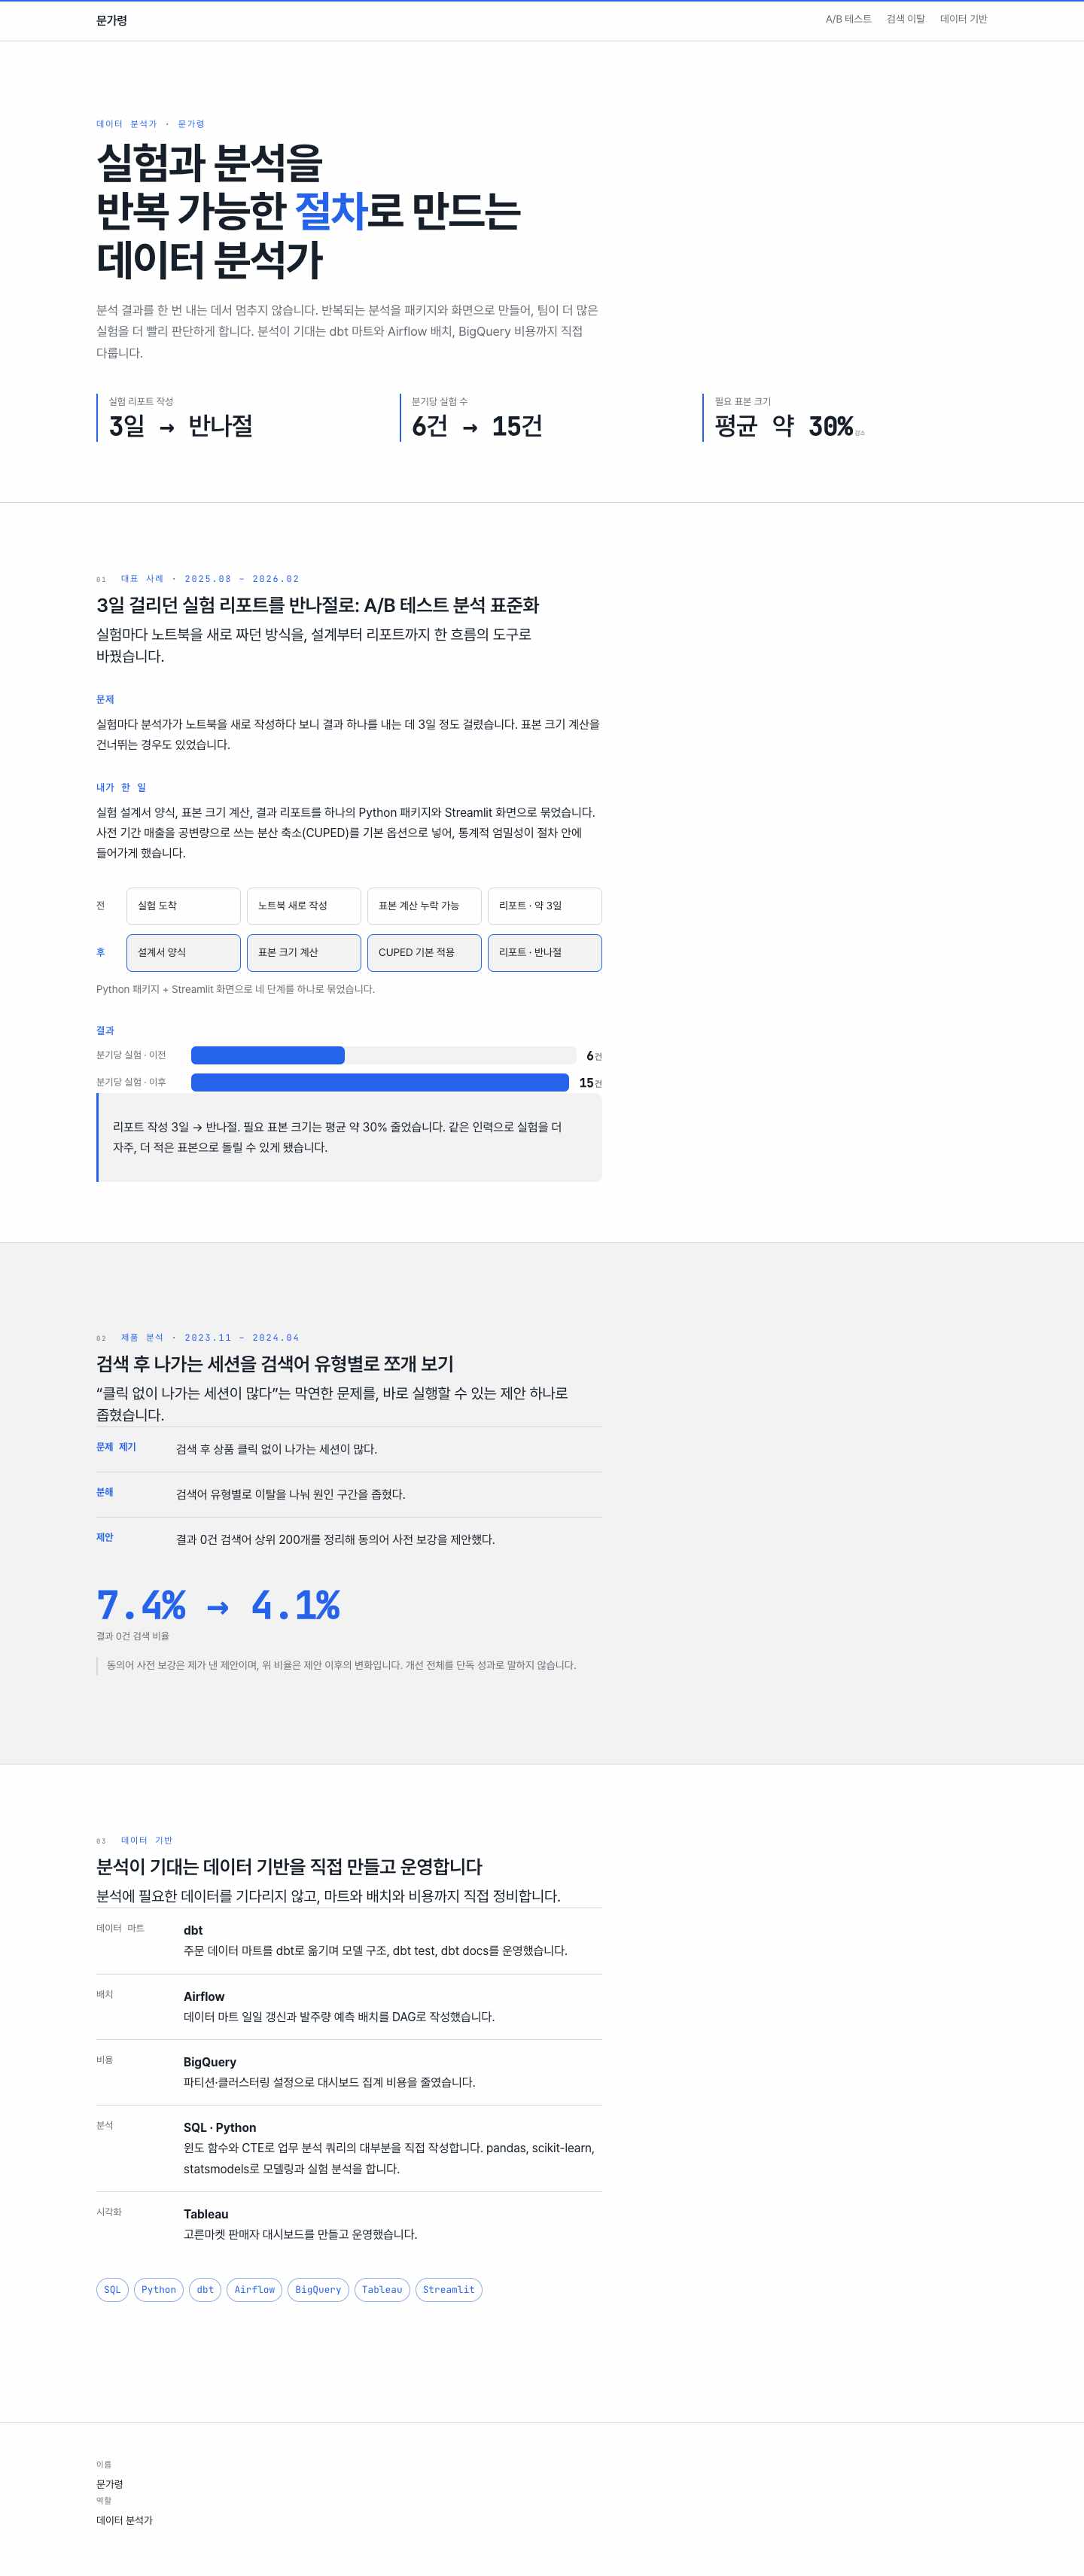 문가령
A/B 테스트 검색 이탈 데이터 기반
데이터 분석가 · 문가령
실험과 분석을
반복 가능한 절차로 만드는
데이터 분석가
분석 결과를 한 번 내는 데서 멈추지 않습니다. 반복되는 분석을 패키지와 화면으로 만들어, 팀이 더 많은
실험을 더 빨리 판단하게 합니다. 분석이 기대는 dbt 마트와 Airflow 배치, BigQuery 비용까지 직접
다룹니다.
실험 리포트 작성
3일 → 반나절
분기당 실험 수
6건 → 15건
필요 표본 크기
평균 약 30% 감소
01 대표 사례 · 2025.08 – 2026.02
3일 걸리던 실험 리포트를 반나절로: A/B 테스트 분석 표준화
실험마다 노트북을 새로 짜던 방식을, 설계부터 리포트까지 한 흐름의 도구로
바꿨습니다.
문제
실험마다 분석가가 노트북을 새로 작성하다 보니 결과 하나를 내는 데 3일 정도 걸렸습니다. 표본 크기 계산을
건너뛰는 경우도 있었습니다.
내가 한 일
실험 설계서 양식, 표본 크기 계산, 결과 리포트를 하나의 Python 패키지와 Streamlit 화면으로 묶었습니다.
사전 기간 매출을 공변량으로 쓰는 분산 축소(CUPED)를 기본 옵션으로 넣어, 통계적 엄밀성이 절차 안에
들어가게 했습니다.
전 실험 도착 노트북 새로 작성 표본 계산 누락 가능 리포트 · 약 3일
후 설계서 양식 표본 크기 계산 CUPED 기본 적용 리포트 · 반나절
Python 패키지 + Streamlit 화면으로 네 단계를 하나로 묶었습니다.
결과
분기당 실험 · 이전 6건
분기당 실험 · 이후 15건
리포트 작성 3일 → 반나절. 필요 표본 크기는 평균 약 30% 줄었습니다. 같은 인력으로 실험을 더
자주, 더 적은 표본으로 돌릴 수 있게 됐습니다.
02 제품 분석 · 2023.11 – 2024.04
검색 후 나가는 세션을 검색어 유형별로 쪼개 보기
“클릭 없이 나가는 세션이 많다”는 막연한 문제를, 바로 실행할 수 있는 제안 하나로
좁혔습니다.
문제 제기 검색 후 상품 클릭 없이 나가는 세션이 많다.
분해 검색어 유형별로 이탈을 나눠 원인 구간을 좁혔다.
제안 결과 0건 검색어 상위 200개를 정리해 동의어 사전 보강을 제안했다.
7.4% → 4.1%
결과 0건 검색 비율
동의어 사전 보강은 제가 낸 제안이며, 위 비율은 제안 이후의 변화입니다. 개선 전체를 단독 성과로 말하지 않습니다.
03 데이터 기반
분석이 기대는 데이터 기반을 직접 만들고 운영합니다
분석에 필요한 데이터를 기다리지 않고, 마트와 배치와 비용까지 직접 정비합니다.
데이터 마트 dbt
주문 데이터 마트를 dbt로 옮기며 모델 구조, dbt test, dbt docs를 운영했습니다.
배치 Airflow
데이터 마트 일일 갱신과 발주량 예측 배치를 DAG로 작성했습니다.
비용 BigQuery
파티션·클러스터링 설정으로 대시보드 집계 비용을 줄였습니다.
분석 SQL · Python
윈도 함수와 CTE로 업무 분석 쿼리의 대부분을 직접 작성합니다. pandas, scikit-learn,
statsmodels로 모델링과 실험 분석을 합니다.
시각화 Tableau
고른마켓 판매자 대시보드를 만들고 운영했습니다.
SQL Python dbt Airflow BigQuery Tableau Streamlit
이름
문가령
역할
데이터 분석가